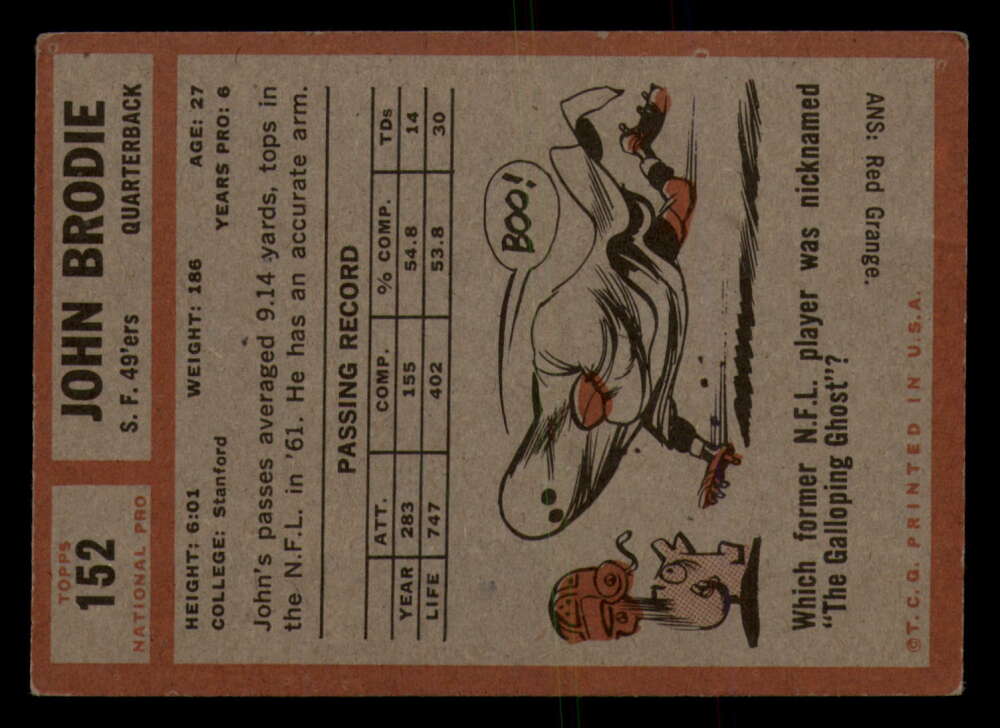 TOPPS
152
NATIONAL PRO
JOHN BRODIE
S. F. 49'ers QUARTERBACK
HEIGHT: 6:01 WEIGHT: 186 AGE: 27
COLLEGE: Stanford YEARS PRO: 6
John's passes averaged 9.14 yards, tops in
the N.F.L. in '61. He has an accurate arm.
PASSING RECORD
ATT. COMP. % COMP. TDs
YEAR 283 155 54.8 14
LIFE 747 402 53.8 30
BOO!
Which former N.F.L. player was nicknamed
"The Galloping Ghost"?
ANS: Red Grange.
©T. C. G. PRINTED IN U.S.A.